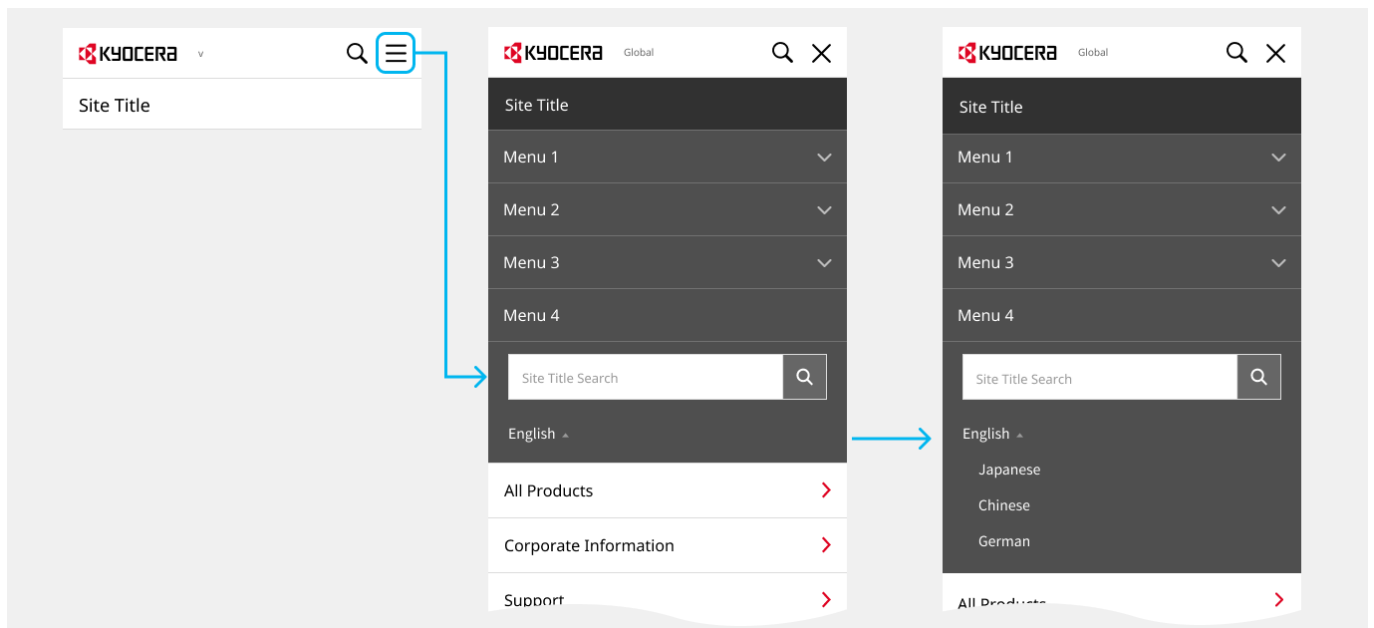 KYOCERA v
Site Title
KYOCERA Global
Site Title
Menu 1
Menu 2
Menu 3
Menu 4
Site Title Search
English
All Products
Corporate Information
Support
KYOCERA Global
Site Title
Menu 1
Menu 2
Menu 3
Menu 4
Site Title Search
English
Japanese
Chinese
German
All Products